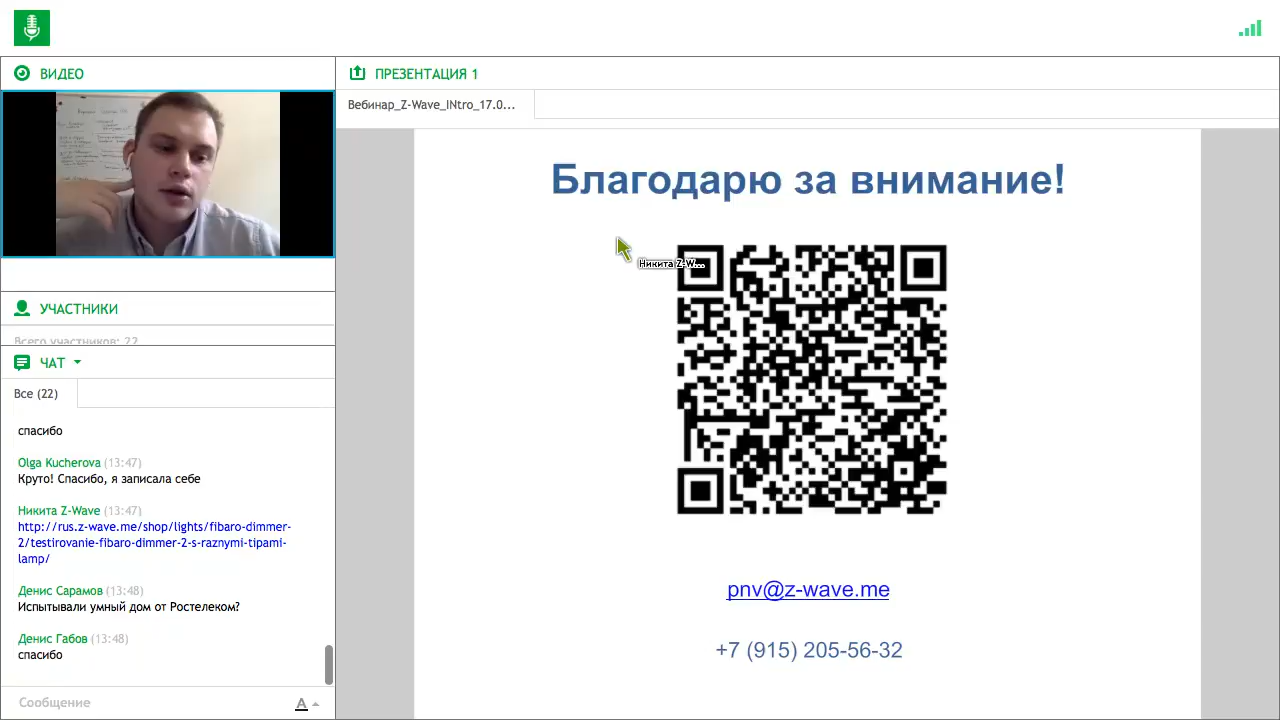 ВИДЕО
ПРЕЗЕНТАЦИЯ 1
Вебинар_Z-Wave_INtro_17.0...
Благодарю за внимание!
Никита Z-W...
pnv@z-wave.me
+7 (915) 205-56-32
УЧАСТНИКИ
Всего участников: 22
ЧАТ
Все (22)
спасибо
Olga Kucherova (13:47)
Круто! Спасибо, я записала себе
Никита Z-Wave (13:47)
http://rus.z-wave.me/shop/lights/fibaro-dimmer-
2/testirovanie-fibaro-dimmer-2-s-raznymi-tipami-
lamp/
Денис Сарамов (13:48)
Испытывали умный дом от Ростелеком?
Денис Габов (13:48)
спасибо
Сообщение
A